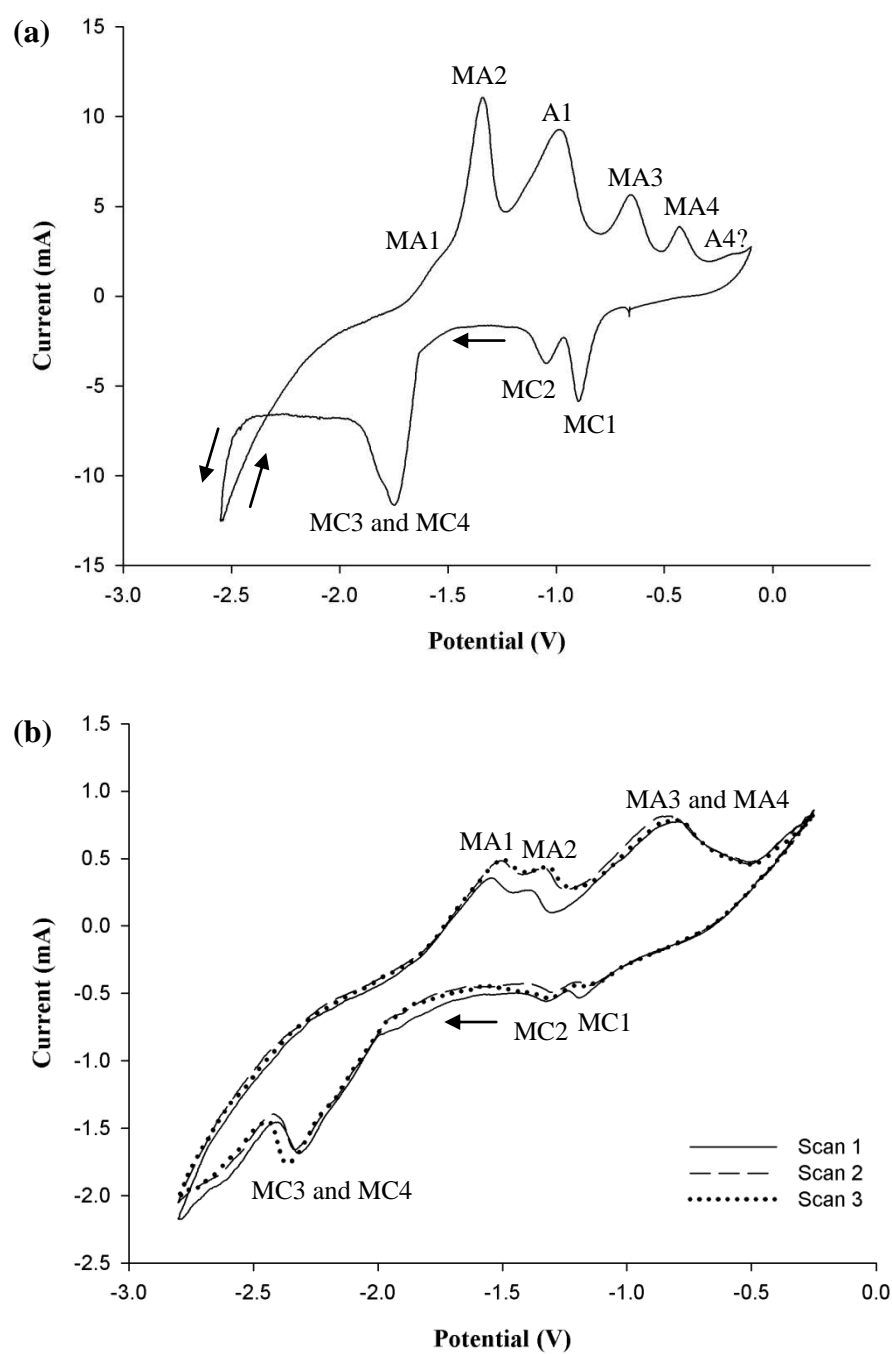 (a)
15
10
5
0
-5
-10
-15
Current (mA)
MA2
A1
MA3
MA4
A4?
MA1
MC2
MC1
MC3 and MC4
-3.0 -2.5 -2.0 -1.5 -1.0 -0.5 0.0
Potential (V)
(b)
1.5
1.0
0.5
0.0
-0.5
-1.0
-1.5
-2.0
-2.5
Current (mA)
MA3 and MA4
MA1
MA2
MC2
MC1
MC3 and MC4
Scan 1
Scan 2
Scan 3
-3.0 -2.5 -2.0 -1.5 -1.0 -0.5 0.0
Potential (V)